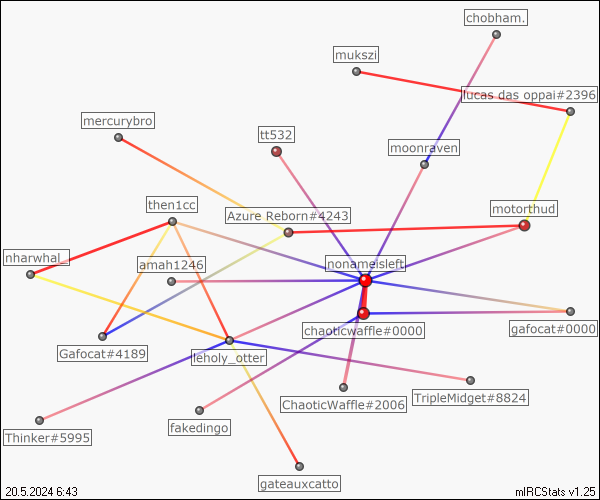 chobham.
mukszi
lucas das oppai#2396
mercurybro
tt532
moonraven
then1cc
Azure Reborn#4243
motorthud
nharwhal_
amah1246
nonameisleft
chaoticwaffle#0000
gafocat#0000
Gafocat#4189
leholy_otter
ChaoticWaffle#2006
TripleMidget#8824
Thinker#5995
fakedingo
gateauxcatto
20.5.2024 6:43
mIRCStats v1.25